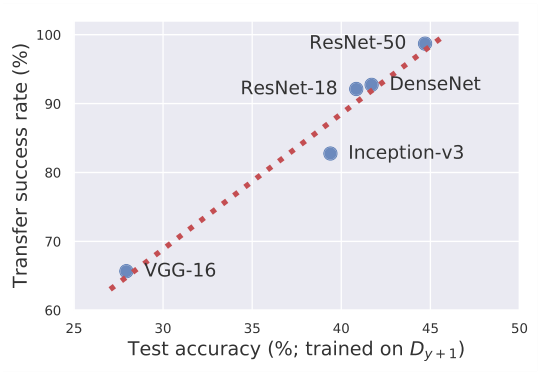 100
90
80
70
60
Transfer success rate (%)
ResNet-50
ResNet-18
DenseNet
Inception-v3
VGG-16
25 30 35 40 45 50
Test accuracy (%; trained on D_{y+1})